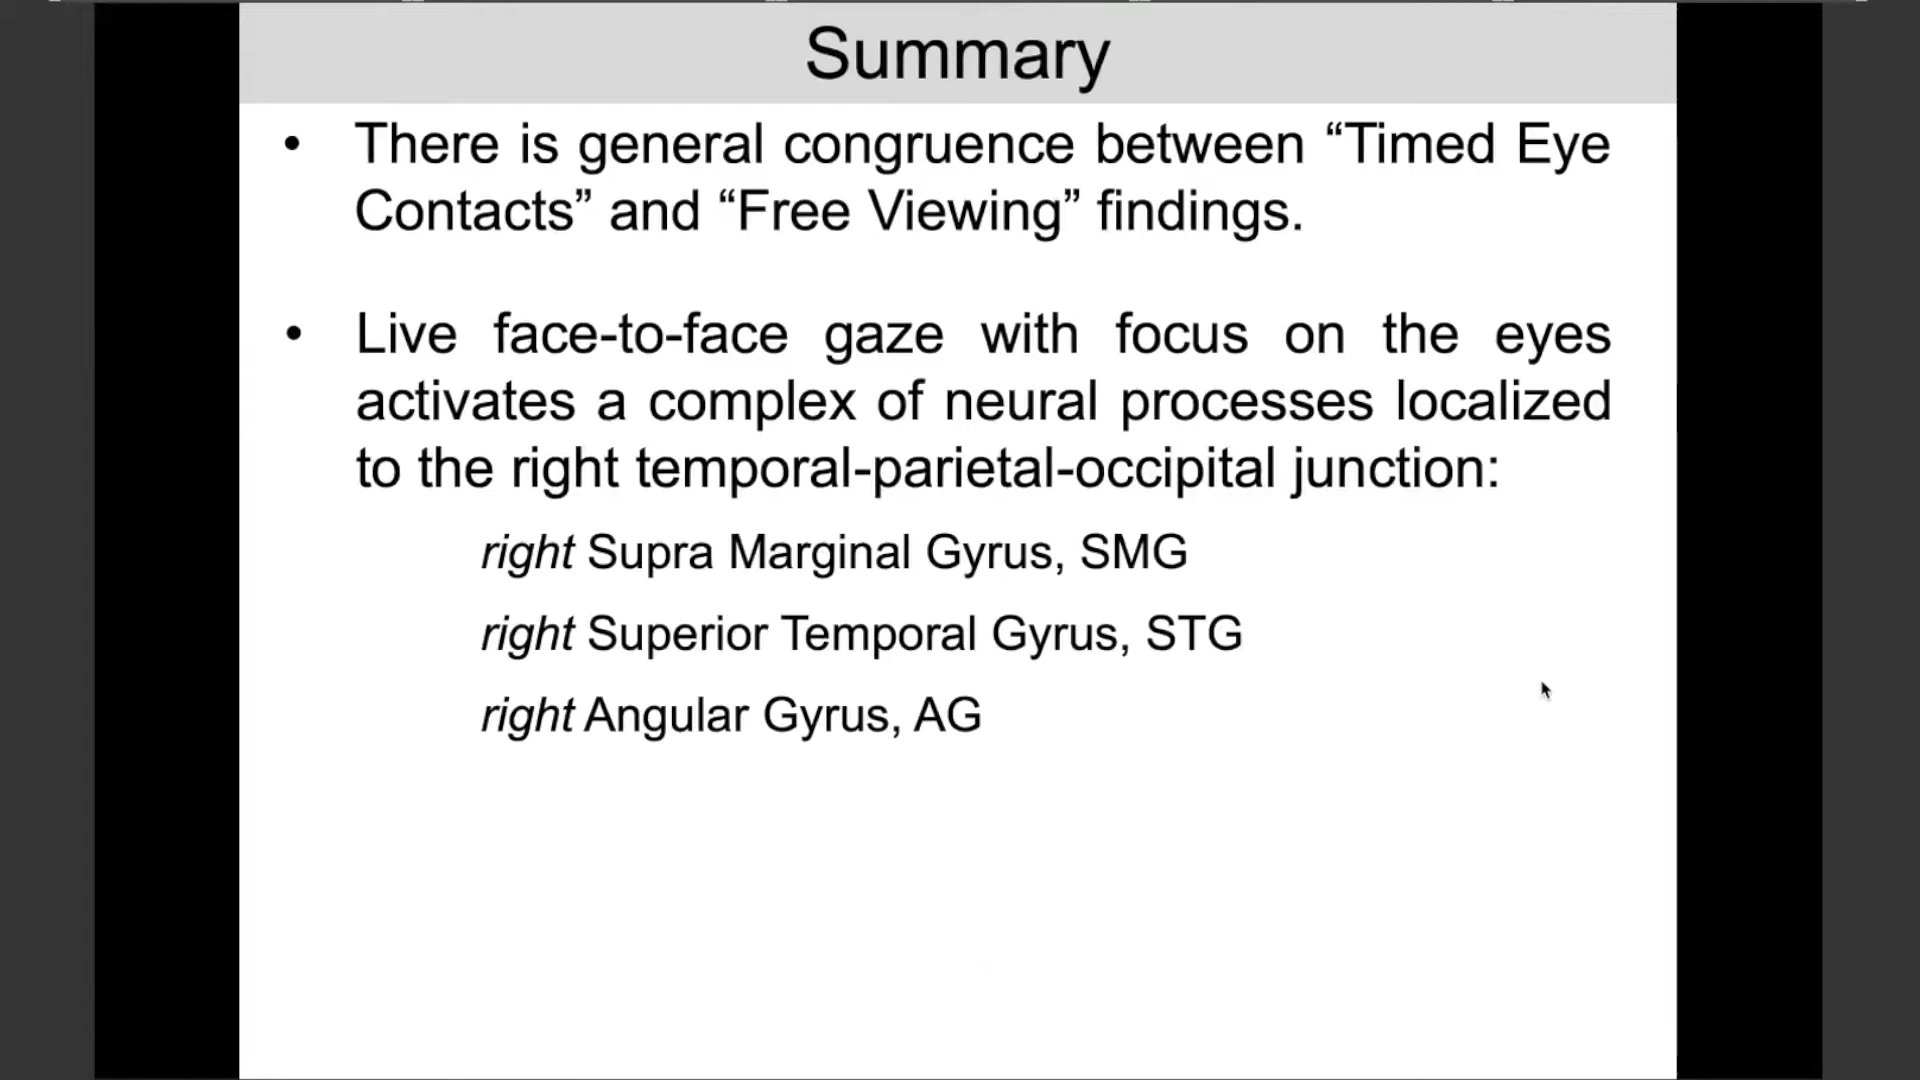 Summary
• There is general congruence between “Timed Eye
Contacts” and “Free Viewing” findings.
• Live face-to-face gaze with focus on the eyes
activates a complex of neural processes localized
to the right temporal-parietal-occipital junction:
right Supra Marginal Gyrus, SMG
right Superior Temporal Gyrus, STG
right Angular Gyrus, AG